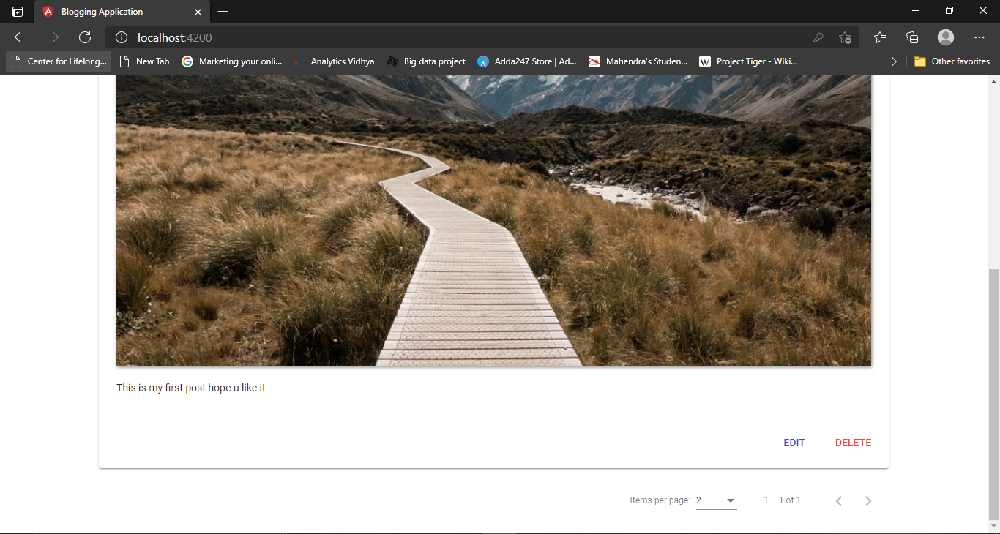 Blogging Application
localhost:4200
Center for Lifelong...
New Tab
Marketing your onli...
Analytics Vidhya
Big data project
Adda247 Store | Ad...
Mahendra's Studen...
Project Tiger - Wiki...
Other favorites
This is my first post hope u like it
EDIT
DELETE
Items per page: 2
1 – 1 of 1